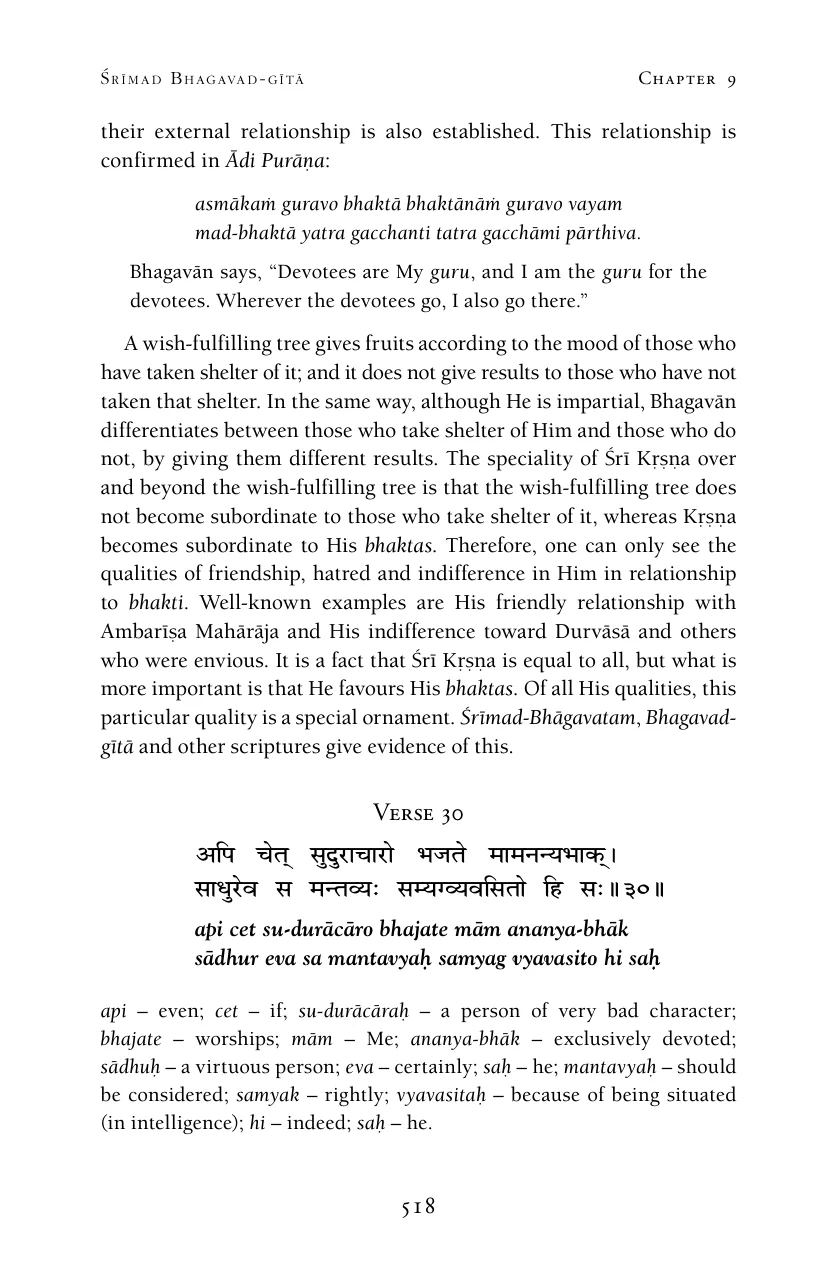 Śrīmad Bhagavad-gītā Chapter 9
their external relationship is also established. This relationship is
confirmed in Ādi Purāṇa:
asmākaṁ guravo bhaktā bhaktānāṁ guravo vayam
mad-bhaktā yatra gacchanti tatra gacchāmi pārthiva.
Bhagavān says, “Devotees are My guru, and I am the guru for the
devotees. Wherever the devotees go, I also go there.”
A wish-fulfilling tree gives fruits according to the mood of those who
have taken shelter of it; and it does not give results to those who have not
taken that shelter. In the same way, although He is impartial, Bhagavān
differentiates between those who take shelter of Him and those who do
not, by giving them different results. The speciality of Śrī Kṛṣṇa over
and beyond the wish-fulfilling tree is that the wish-fulfilling tree does
not become subordinate to those who take shelter of it, whereas Kṛṣṇa
becomes subordinate to His bhaktas. Therefore, one can only see the
qualities of friendship, hatred and indifference in Him in relationship
to bhakti. Well-known examples are His friendly relationship with
Ambarīṣa Mahārāja and His indifference toward Durvāsā and others
who were envious. It is a fact that Śrī Kṛṣṇa is equal to all, but what is
more important is that He favours His bhaktas. Of all His qualities, this
particular quality is a special ornament. Śrīmad-Bhāgavatam, Bhagavad-
gītā and other scriptures give evidence of this.
Verse 30
अपि चेत् सुदुराचारो भजते मामनन्यभाक्।
साधुरेव स मन्तव्यः सम्यग्व्यवसितो हि सः॥३०॥
api cet su-durācāro bhajate mām ananya-bhāk
sādhur eva sa mantavyaḥ samyag vyavasito hi saḥ
api – even; cet – if; su-durācāraḥ – a person of very bad character;
bhajate – worships; mām – Me; ananya-bhāk – exclusively devoted;
sādhuḥ – a virtuous person; eva – certainly; saḥ – he; mantavyaḥ – should
be considered; samyak – rightly; vyavasitaḥ – because of being situated
(in intelligence); hi – indeed; saḥ – he.
518